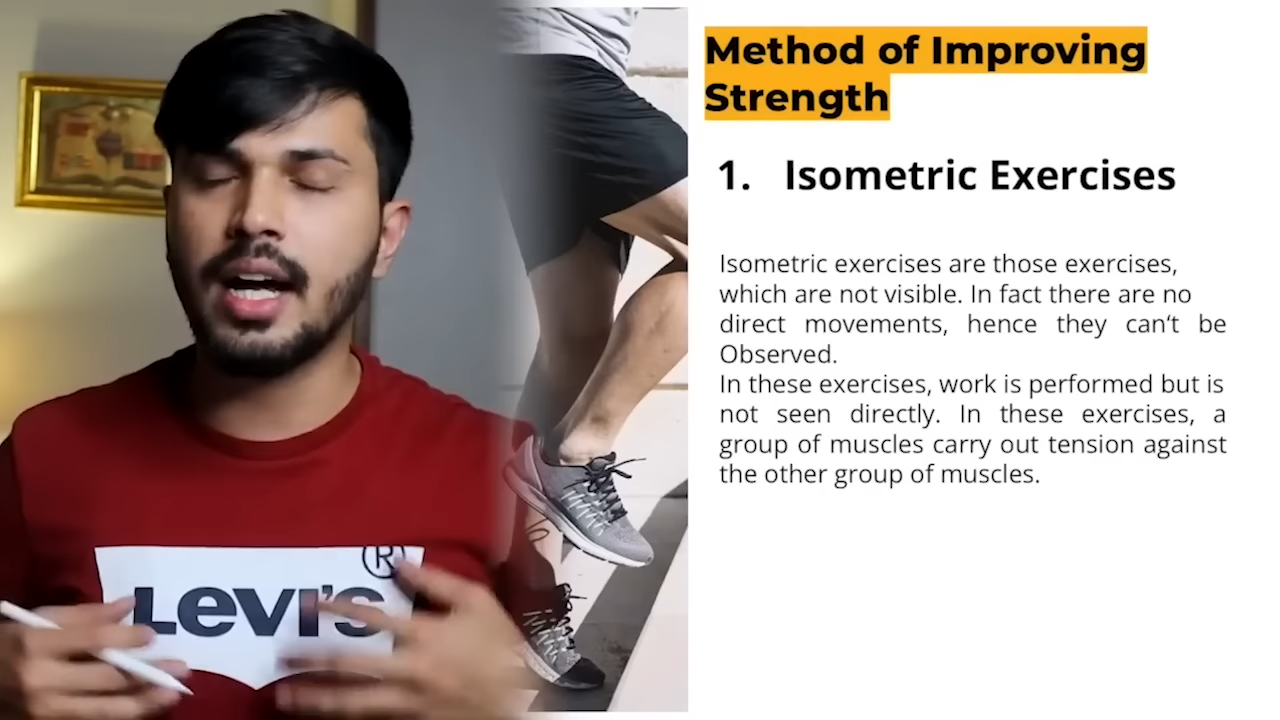 Method of Improving
Strength
1. Isometric Exercises
Isometric exercises are those exercises,
which are not visible. In fact there are no
direct movements, hence they can‘t be
Observed.
In these exercises, work is performed but is
not seen directly. In these exercises, a
group of muscles carry out tension against
the other group of muscles.
Levi's
®